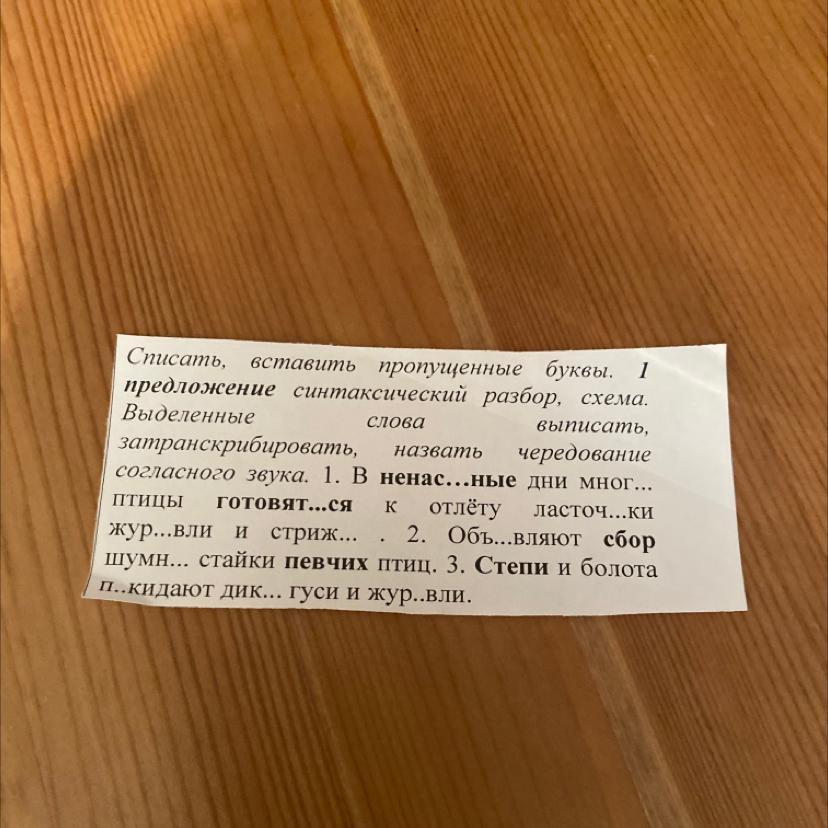 Списать, вставить пропущенные буквы. 1
предложение синтаксический разбор, схема.
Выделенные слова выписать,
затранскрибировать, назвать чередование
согласного звука. 1. В ненас...ные дни мног...
птицы готовят...ся к отлёту ласточ...ки
жур...вли и стриж... . 2. Объ...вляют сбор
шумн... стайки певчих птиц. 3. Степи и болота
п..кидают дик... гуси и жур..вли.